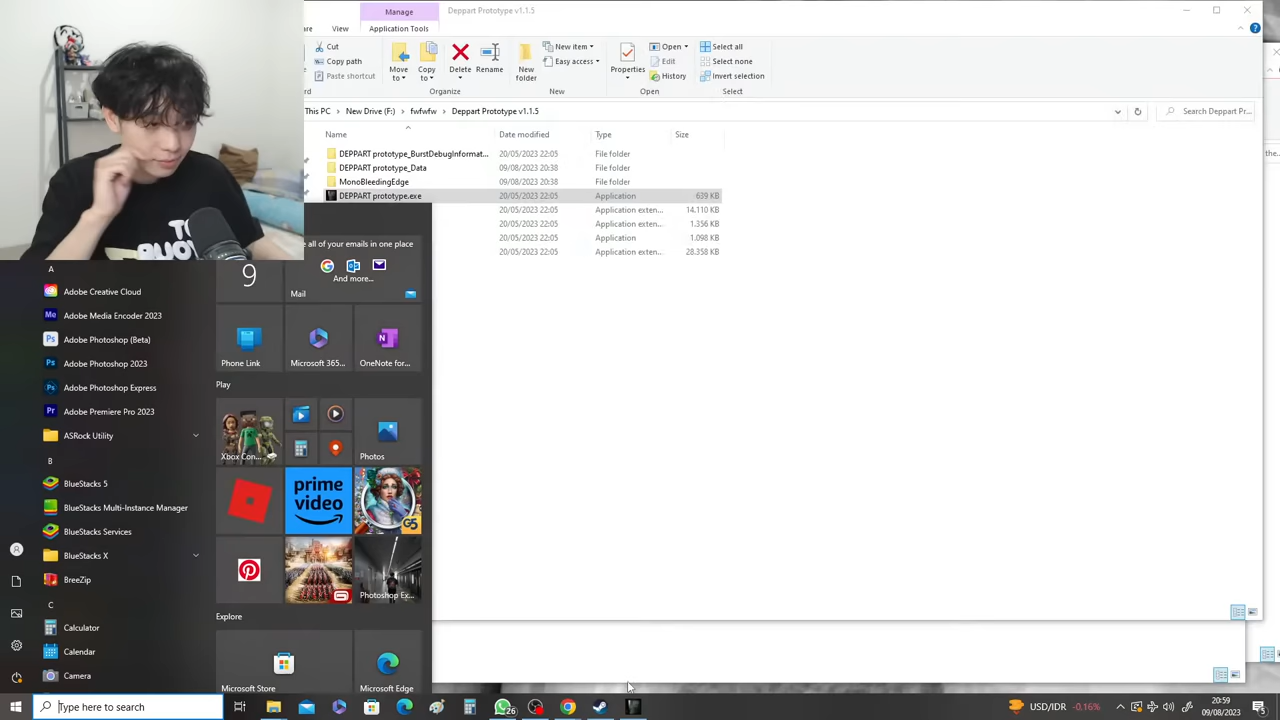 Manage
Deppart Prototype v1.1.5
View
Application Tools
Cut
Copy path
Paste shortcut
Move to
Copy to
Delete
Rename
Organize
New folder
New item
Easy access
New
Properties
Open
Edit
History
Open
Select all
Select none
Invert selection
Select
This PC > New Drive (F:) > fwfwfw > Deppart Prototype v1.1.5
Search Deppart Pr...
Name Date modified Type Size
DEPPART prototype_BurstDebugInformat... 20/05/2023 22:05 File folder
DEPPART prototype_Data 09/08/2023 20:38 File folder
MonoBleedingEdge 09/08/2023 20:38 File folder
DEPPART prototype.exe 20/05/2023 22:05 Application 639 KB
20/05/2023 22:05 Application exten... 14.110 KB
20/05/2023 22:05 Application exten... 1.356 KB
20/05/2023 22:05 Application 1.098 KB
20/05/2023 22:05 Application exten... 28.358 KB
e all of your emails in one place
And more...
9
Mail
A
Adobe Creative Cloud
Adobe Media Encoder 2023
Adobe Photoshop (Beta)
Adobe Photoshop 2023
Adobe Photoshop Express
Adobe Premiere Pro 2023
ASRock Utility
B
BlueStacks 5
BlueStacks Multi-Instance Manager
BlueStacks Services
BlueStacks X
BreeZip
C
Calculator
Calendar
Camera
Phone Link
Microsoft 365...
OneNote for...
Play
Xbox Con...
Photos
prime video
G5
Photoshop Ex...
Explore
Microsoft Store
Microsoft Edge
Type here to search
26
USD/IDR -0,16%
20:59
09/08/2023